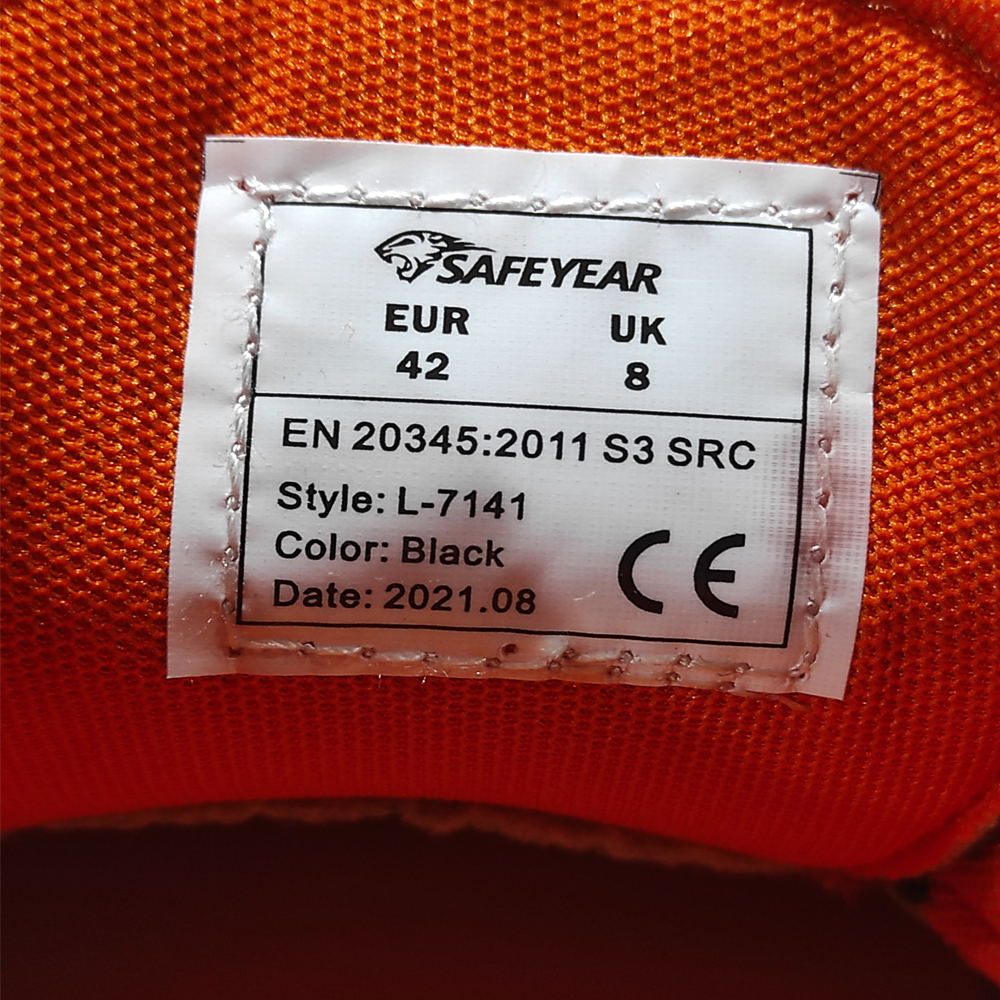 SAFEYEAR
EUR UK
42 8
EN 20345:2011 S3 SRC
Style: L-7141
Color: Black
Date: 2021.08
CE